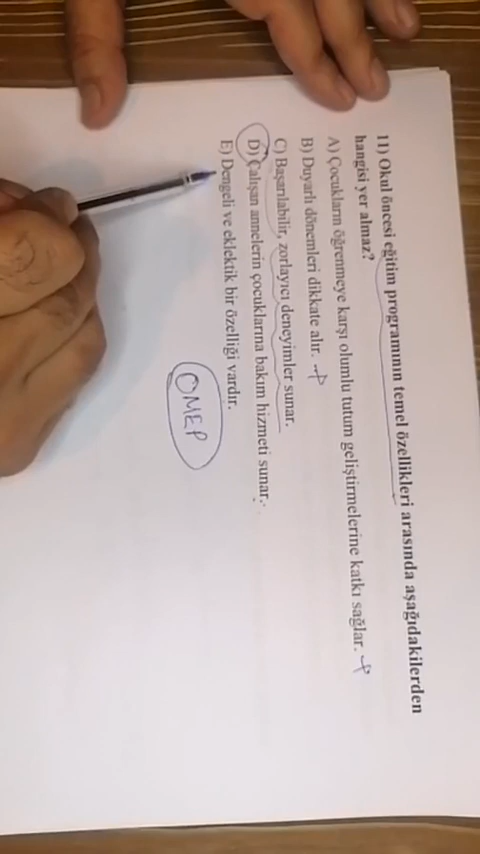 11) Okul öncesi eğitim programının temel özellikleri arasında aşağıdakilerden
hangisi yer almaz?
A) Çocukların öğrenmeye karşı olumlu tutum geliştirmelerine katkı sağlar. +
B) Duyarlı dönemleri dikkate alır. +
C) Başarılabilir, zorlayıcı deneyimler sunar.
D) Çalışan annelerin çocuklarına bakım hizmeti sunar.
E) Dengeli ve eklektik bir özelliği vardır.
OMEP